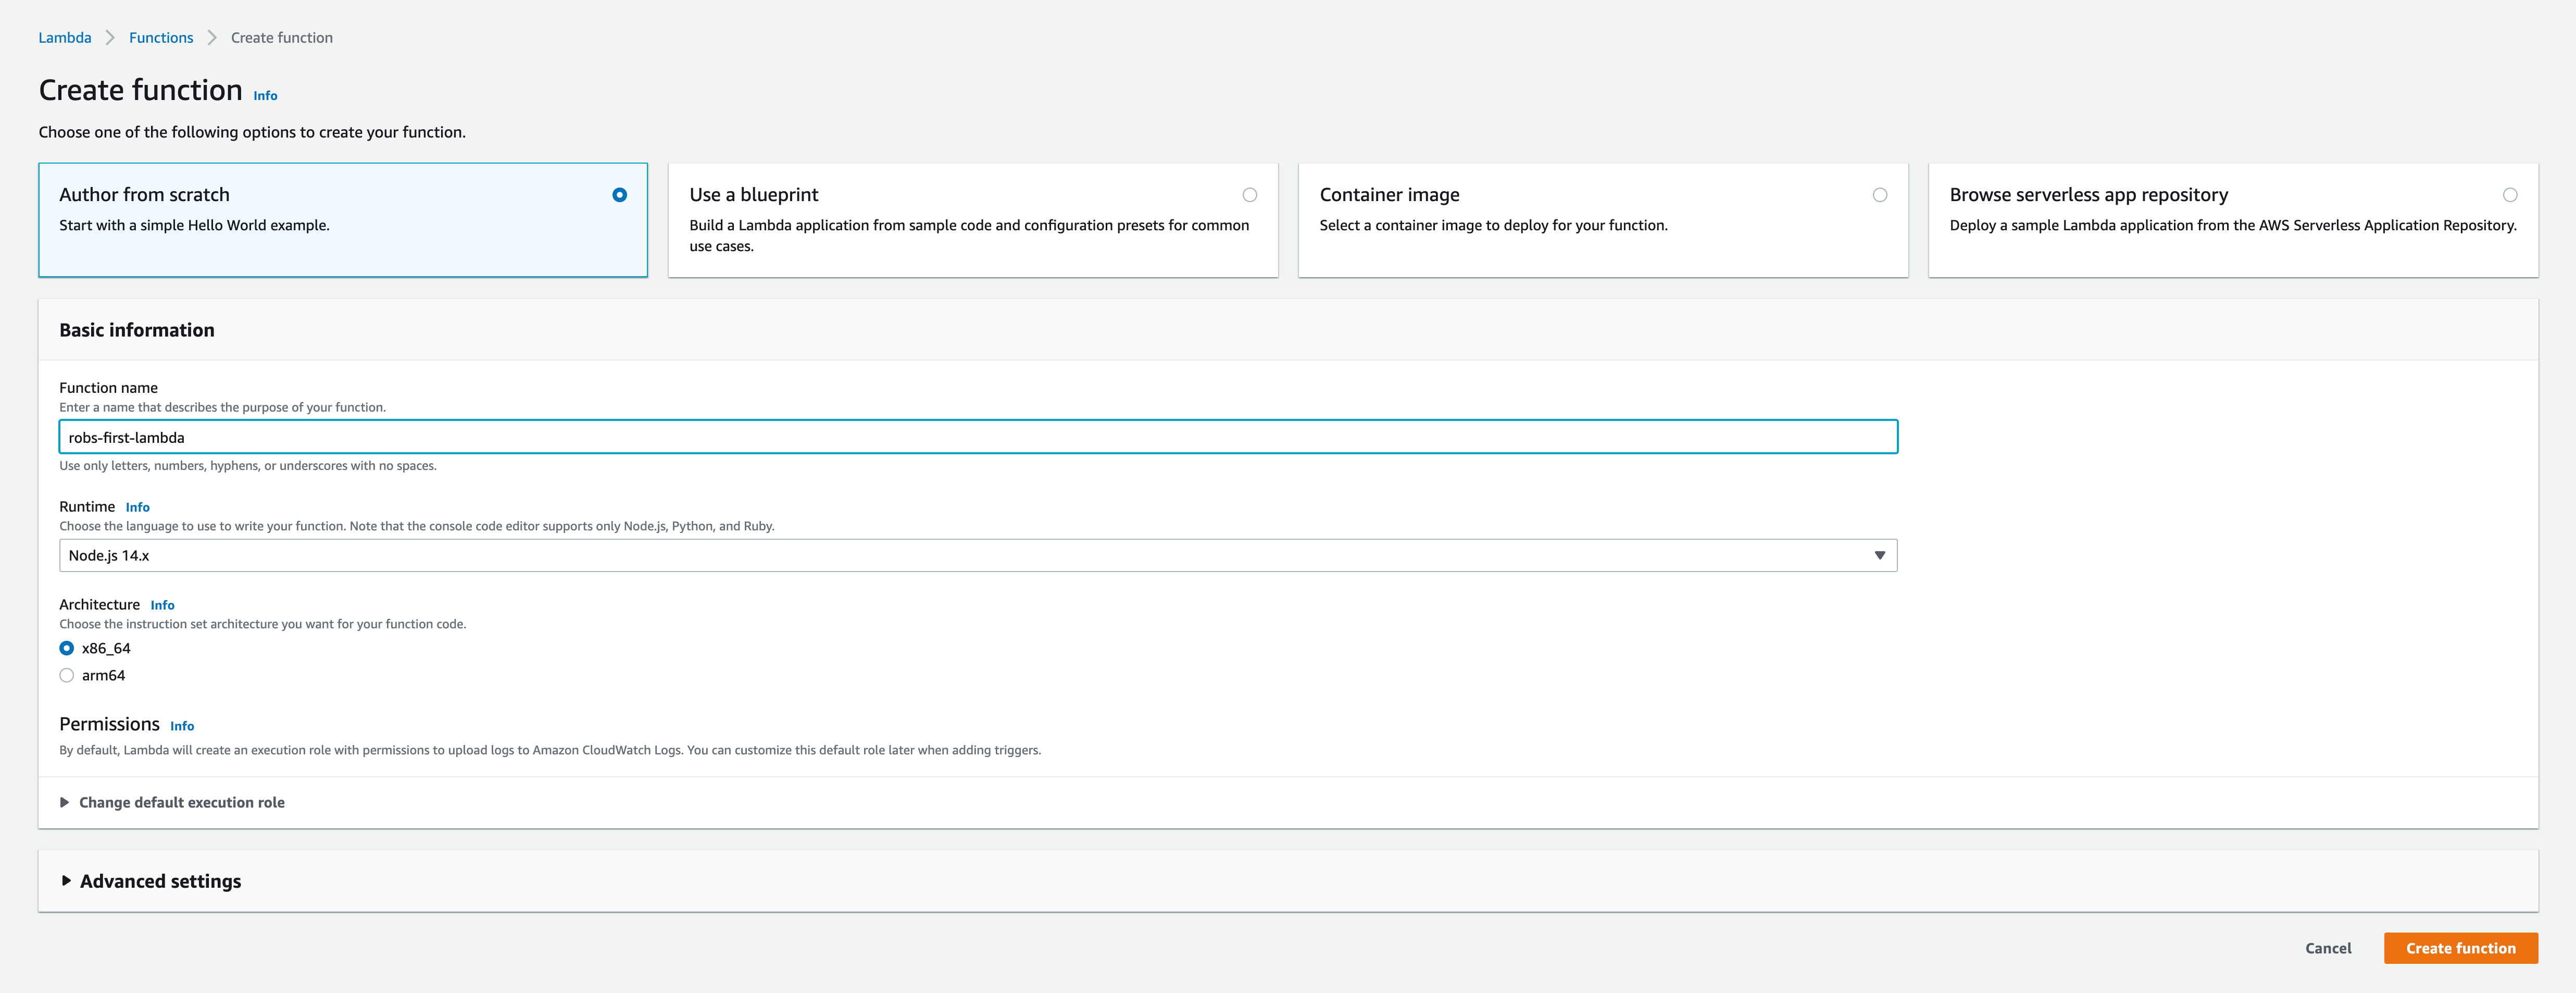 Lambda > Functions > Create function
Create function Info
Choose one of the following options to create your function.
Author from scratch
Start with a simple Hello World example.
Use a blueprint
Build a Lambda application from sample code and configuration presets for common
use cases.
Container image
Select a container image to deploy for your function.
Browse serverless app repository
Deploy a sample Lambda application from the AWS Serverless Application Repository.
Basic information
Function name
Enter a name that describes the purpose of your function.
robs-first-lambda
Use only letters, numbers, hyphens, or underscores with no spaces.
Runtime Info
Choose the language to use to write your function. Note that the console code editor supports only Node.js, Python, and Ruby.
Node.js 14.x
Architecture Info
Choose the instruction set architecture you want for your function code.
x86_64
arm64
Permissions Info
By default, Lambda will create an execution role with permissions to upload logs to Amazon CloudWatch Logs. You can customize this default role later when adding triggers.
Change default execution role
Advanced settings
Cancel
Create function